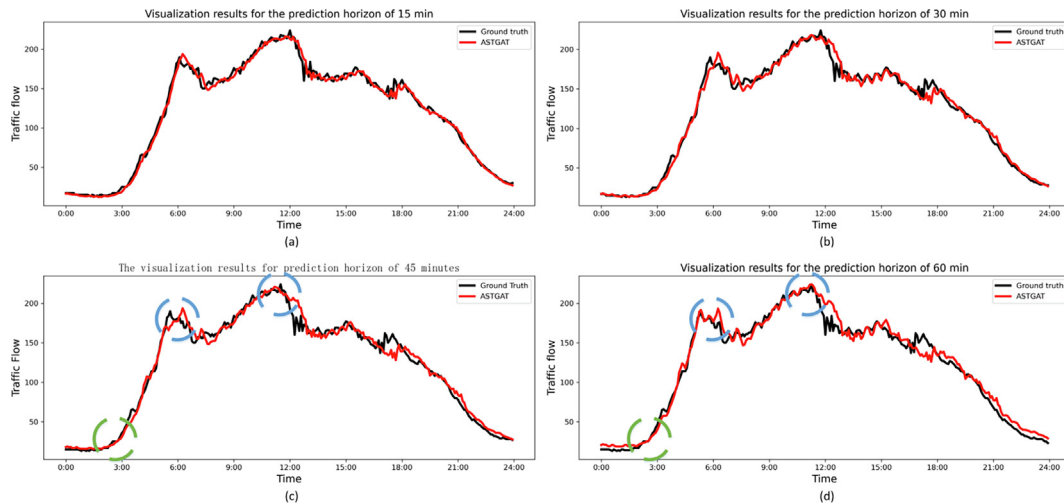 Visualization results for the prediction horizon of 15 min
Ground truth
ASTGAT
Traffic flow
200
150
100
50
0:00 3:00 6:00 9:00 12:00 15:00 18:00 21:00 24:00
Time
(a)
Visualization results for the prediction horizon of 30 min
Ground truth
ASTGAT
Traffic flow
200
150
100
50
0:00 3:00 6:00 9:00 12:00 15:00 18:00 21:00 24:00
Time
(b)
The visualization results for prediction horizon of 45 minutes
Ground Truth
ASTGAT
Traffic Flow
200
150
100
50
0:00 3:00 6:00 9:00 12:00 15:00 18:00 21:00 24:00
Time
(c)
Visualization results for the prediction horizon of 60 min
Ground truth
ASTGAT
Traffic flow
200
150
100
50
0:00 3:00 6:00 9:00 12:00 15:00 18:00 21:00 24:00
Time
(d)